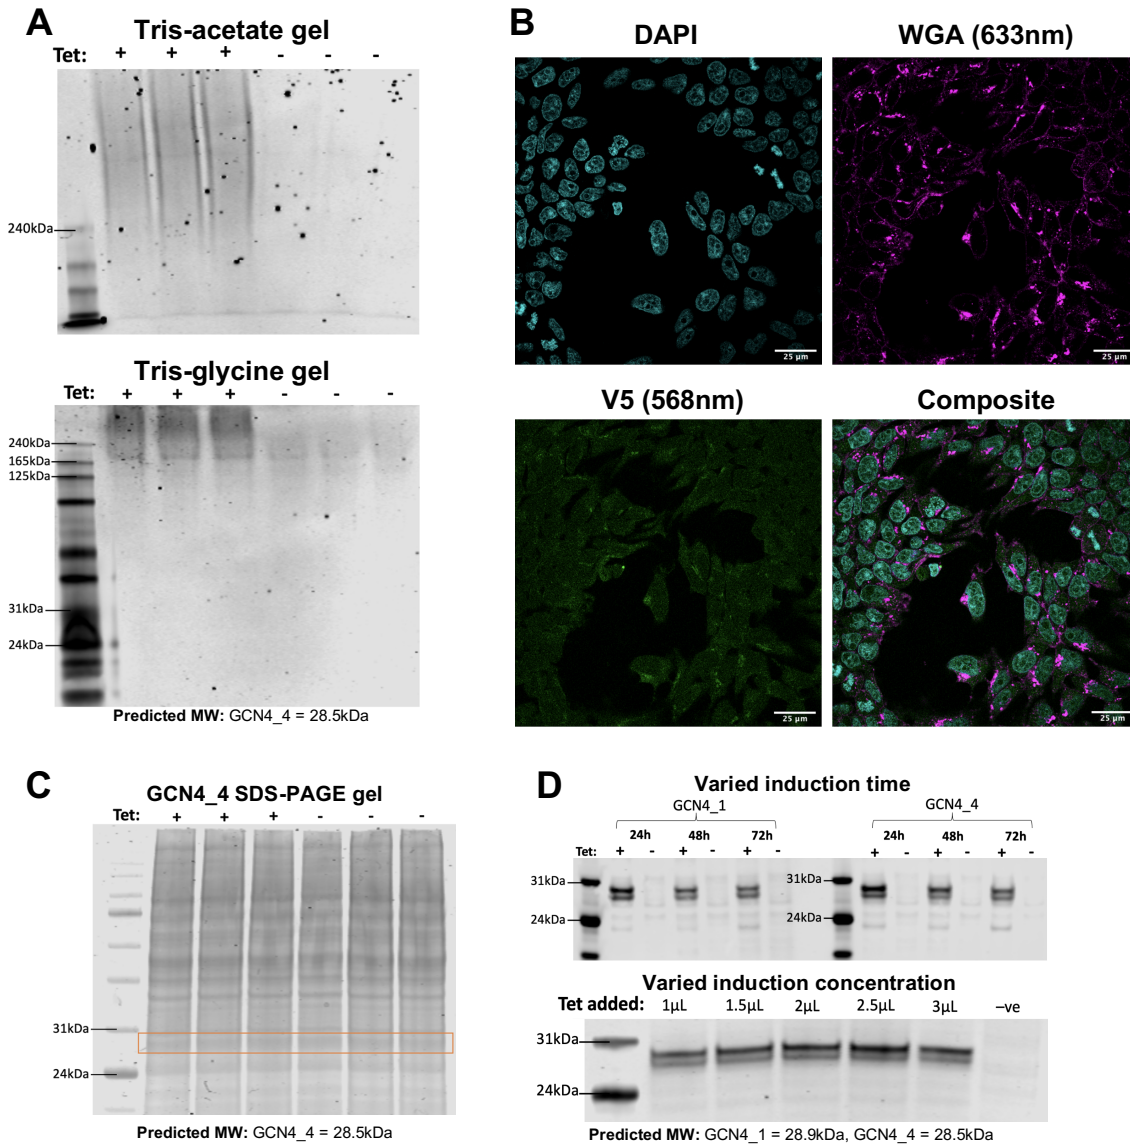 A
Tris-acetate gel
Tet: + + + - - -
240kDa
Tris-glycine gel
Tet: + + + - - -
240kDa
165kDa
125kDa
31kDa
24kDa
Predicted MW: GCN4_4 = 28.5kDa
B
DAPI
WGA (633nm)
25 µm
25 µm
V5 (568nm)
Composite
25 µm
25 µm
C
GCN4_4 SDS-PAGE gel
Tet: + + + - - -
31kDa
24kDa
Predicted MW: GCN4_4 = 28.5kDa
D
Varied induction time
GCN4_1
GCN4_4
24h 48h 72h
24h 48h 72h
Tet: + - + - + -
+ - + - + -
31kDa
24kDa
31kDa
24kDa
Varied induction concentration
Tet added: 1µL 1.5µL 2µL 2.5µL 3µL –ve
31kDa
24kDa
Predicted MW: GCN4_1 = 28.9kDa, GCN4_4 = 28.5kDa